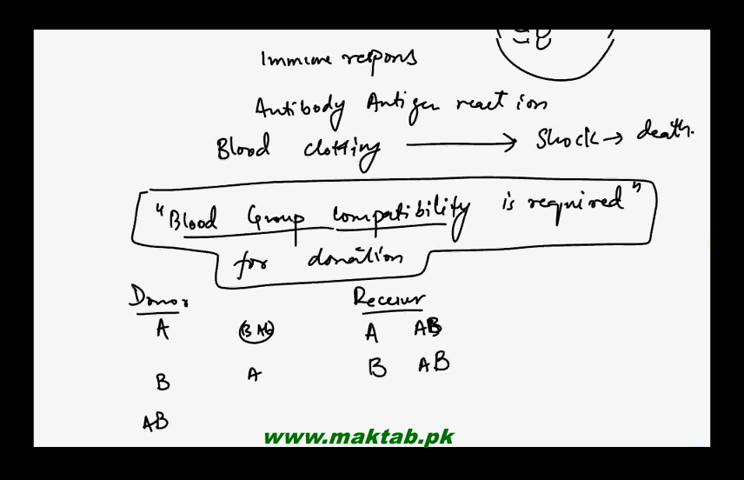 Immune respons
Antibody Antigen reaction
Blood clotting → Shock → death.
"Blood Group compatibility is required"
for donation
Donor Receiver
A B Ab A AB
B A B AB
AB
www.maktab.pk